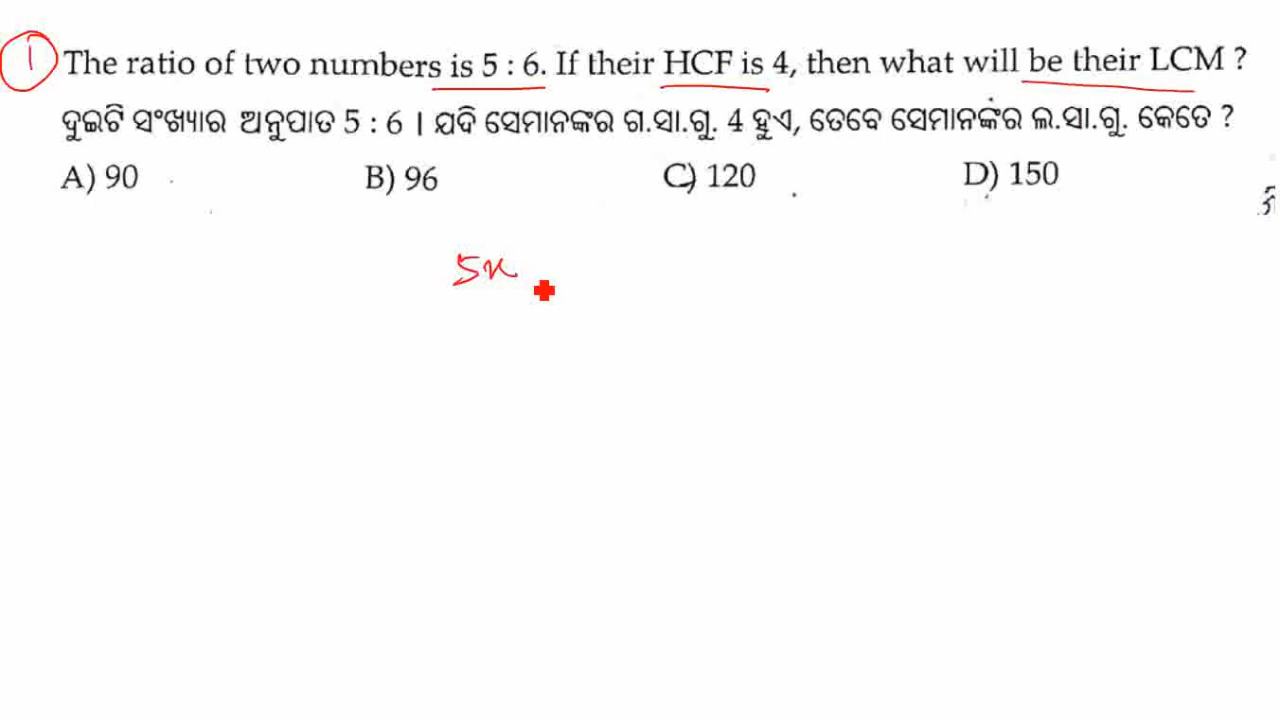 1 The ratio of two numbers is 5 : 6. If their HCF is 4, then what will be their LCM ?
ଦୁଇଟି ସଂଖ୍ୟାର ଅନୁପାତ 5 : 6 । ଯଦି ସେମାନଙ୍କର ଗ.ସା.ଗୁ. 4 ହୁଏ, ତେବେ ସେମାନଙ୍କର ଲ.ସା.ଗୁ. କେତେ ?
A) 90 B) 96 C) 120 D) 150
5x